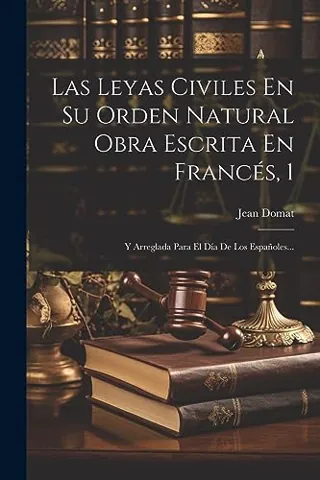 Las Leyas Civiles En
Su Orden Natural
Obra Escrita En
Francés, 1
Jean Domat
Y Arreglada Para El Día De Los Españoles...